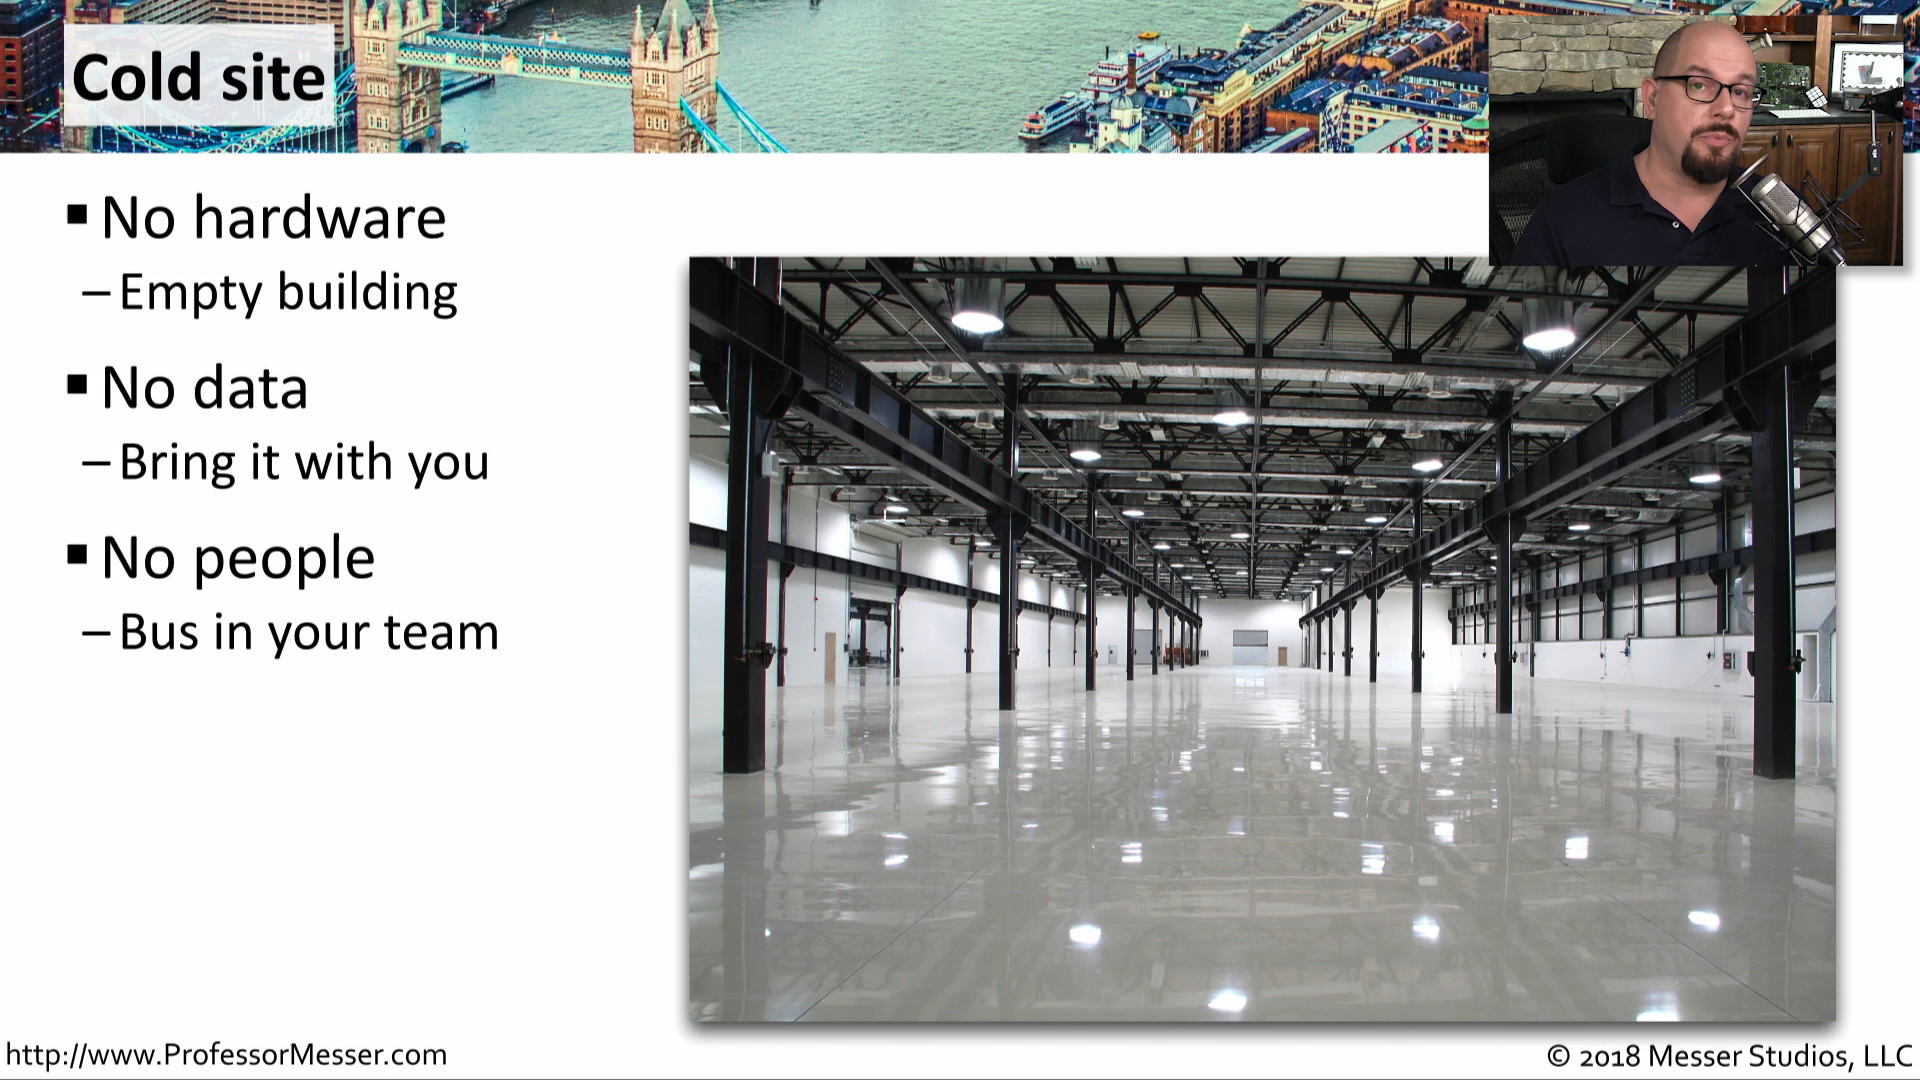 Cold site
▪ No hardware
– Empty building
▪ No data
– Bring it with you
▪ No people
– Bus in your team
http://www.ProfessorMesser.com
© 2018 Messer Studios, LLC